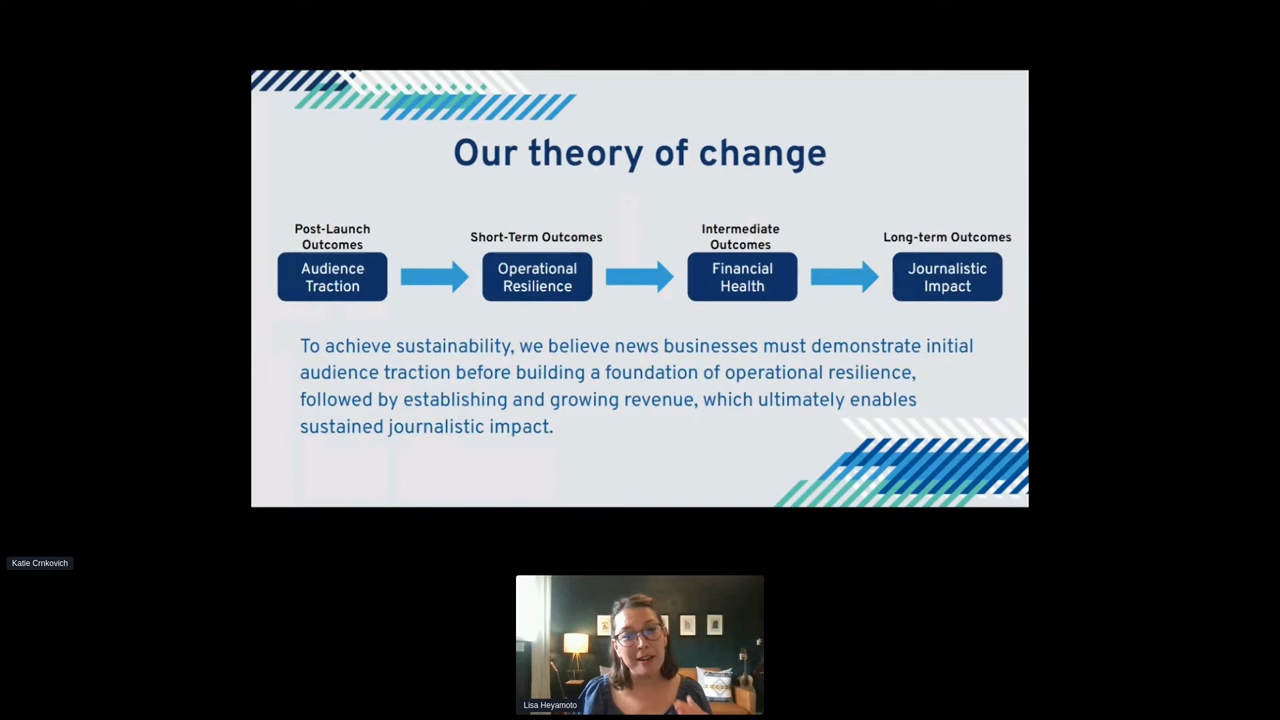 Our theory of change
Post-Launch
Outcomes
Audience
Traction
Short-Term Outcomes
Operational
Resilience
Intermediate
Outcomes
Financial
Health
Long-term Outcomes
Journalistic
Impact
To achieve sustainability, we believe news businesses must demonstrate initial
audience traction before building a foundation of operational resilience,
followed by establishing and growing revenue, which ultimately enables
sustained journalistic impact.
Katie Crnkovich
Lisa Heyamoto